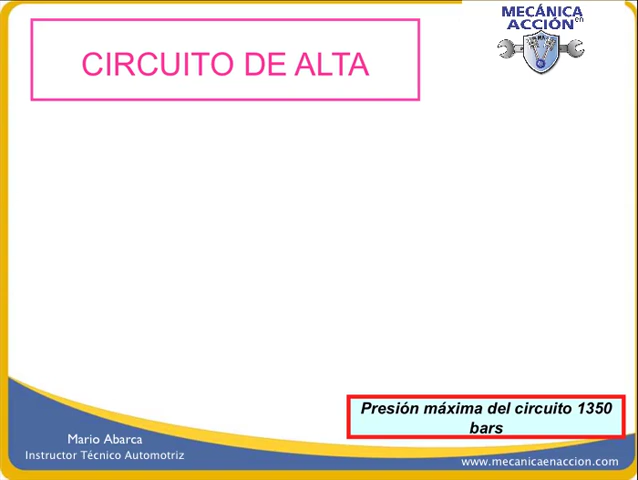 MECÁNICA
ACCIÓN en
CIRCUITO DE ALTA
Presión máxima del circuito 1350
bars
Mario Abarca
Instructor Técnico Automotriz
www.mecanicaenaccion.com